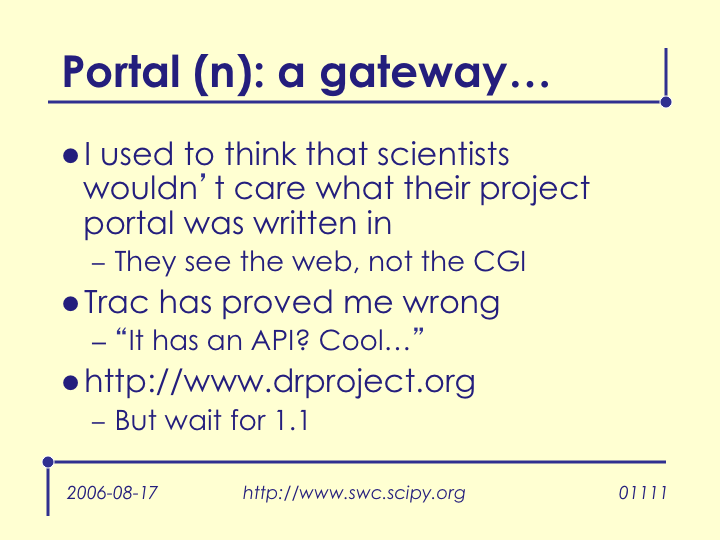 Portal (n): a gateway…
●I used to think that scientists
wouldn’t care what their project
portal was written in
– They see the web, not the CGI
●Trac has proved me wrong
– “It has an API? Cool…”
●http://www.drproject.org
– But wait for 1.1
2006-08-17 http://www.swc.scipy.org 01111